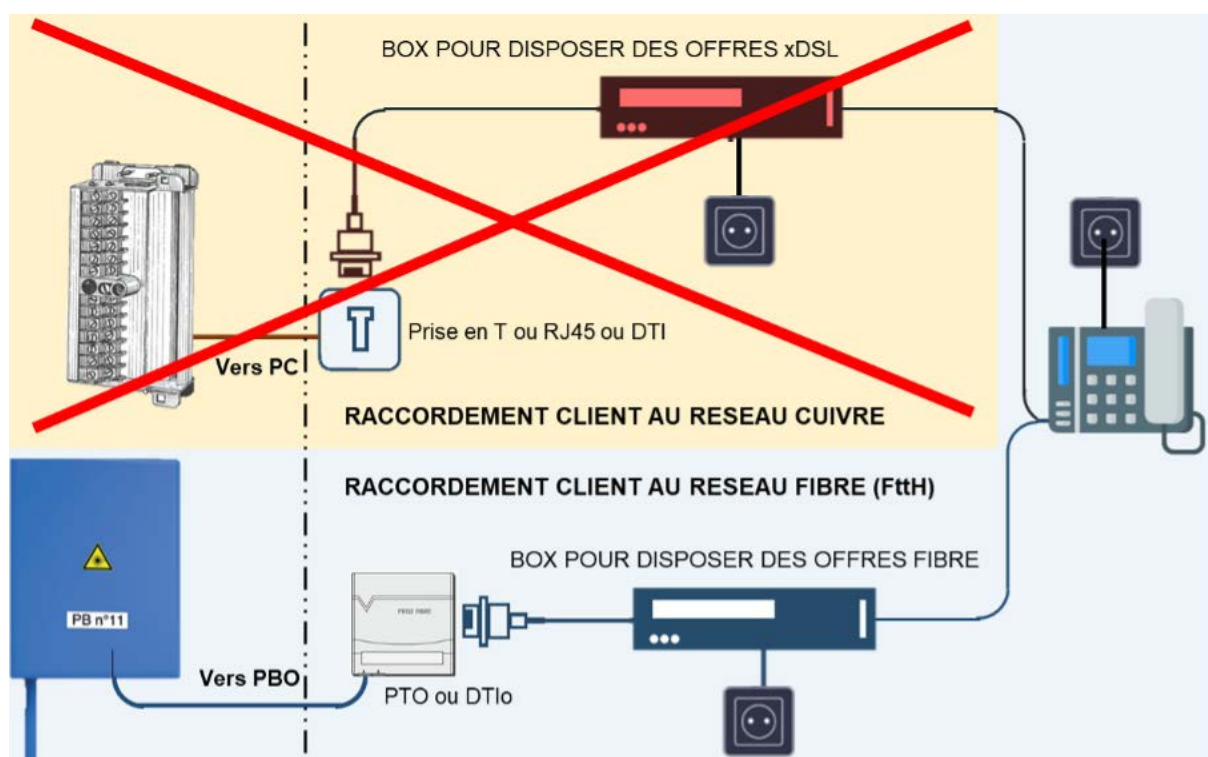 BOX POUR DISPOSER DES OFFRES xDSL
Prise en T ou RJ45 ou DTI
Vers PC
RACCORDEMENT CLIENT AU RESEAU CUIVRE
RACCORDEMENT CLIENT AU RESEAU FIBRE (FttH)
BOX POUR DISPOSER DES OFFRES FIBRE
PRISE FIBRE
PB n°11
Vers PBO
PTO ou DTIo